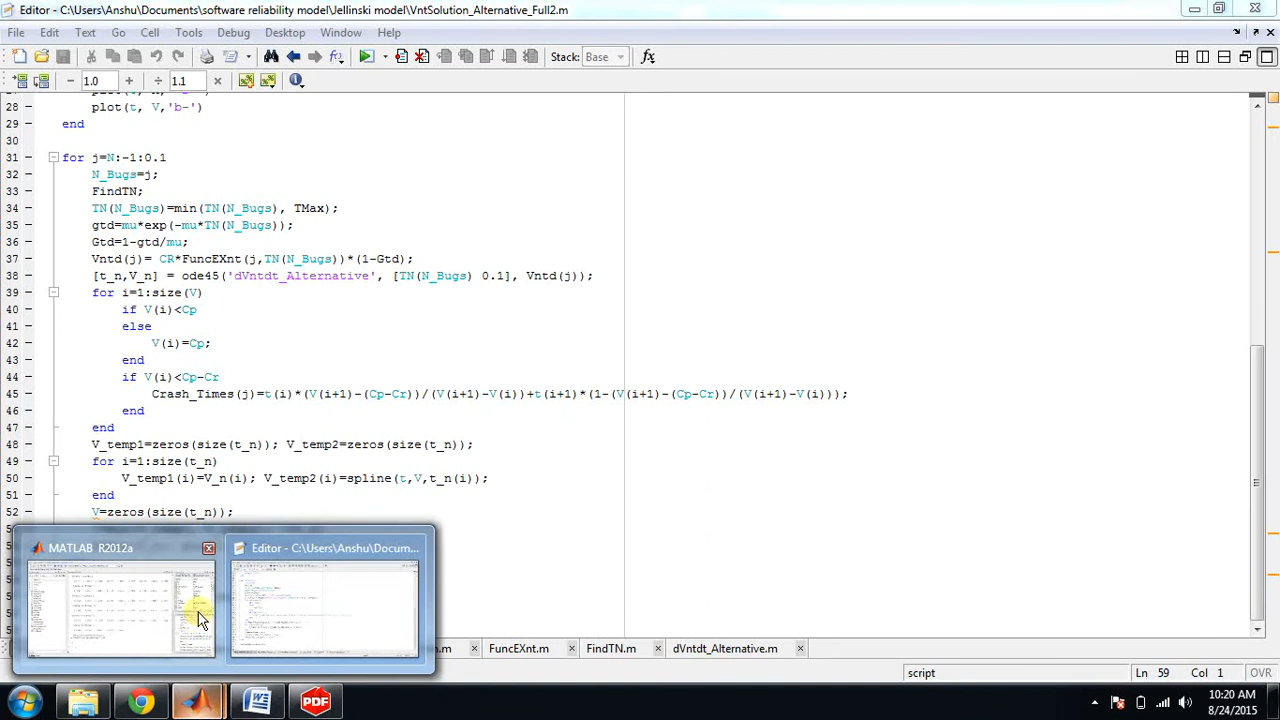 Editor - C:\Users\Anshu\Documents\software reliability model\Jellinski model\VntSolution_Alternative_Full2.m
File Edit Text Go Cell Tools Debug Desktop Window Help
Stack: Base fx
1.0 + ÷ 1.1 ×
28 plot(t, V,'b-')
29 end
30
31 for j=N:-1:0.1
32 N_Bugs=j;
33 FindTN;
34 TN(N_Bugs)=min(TN(N_Bugs), TMax);
35 gtd=mu*exp(-mu*TN(N_Bugs));
36 Gtd=1-gtd/mu;
37 Vntd(j)= CR*FuncEXnt(j,TN(N_Bugs))*(1-Gtd);
38 [t_n,V_n] = ode45('dVntdt_Alternative', [TN(N_Bugs) 0.1], Vntd(j));
39 for i=1:size(V)
40 if V(i)<Cp
41 else
42 V(i)=Cp;
43 end
44 if V(i)<Cp-Cr
45 Crash_Times(j)=t(i)*(V(i+1)-(Cp-Cr))/(V(i+1)-V(i))+t(i+1)*(1-(V(i+1)-(Cp-Cr))/(V(i+1)-V(i)));
46 end
47 end
48 V_temp1=zeros(size(t_n)); V_temp2=zeros(size(t_n));
49 for i=1:size(t_n)
50 V_temp1(i)=V_n(i); V_temp2(i)=spline(t,V,t_n(i));
51 end
52 V=zeros(size(t_n));
MATLAB R2012a
Editor - C:\Users\Anshu\Docum...
FuncEXnt.m FindTN.m dVntdt_Alternative.m
script Ln 59 Col 1 OVR
10:20 AM
8/24/2015